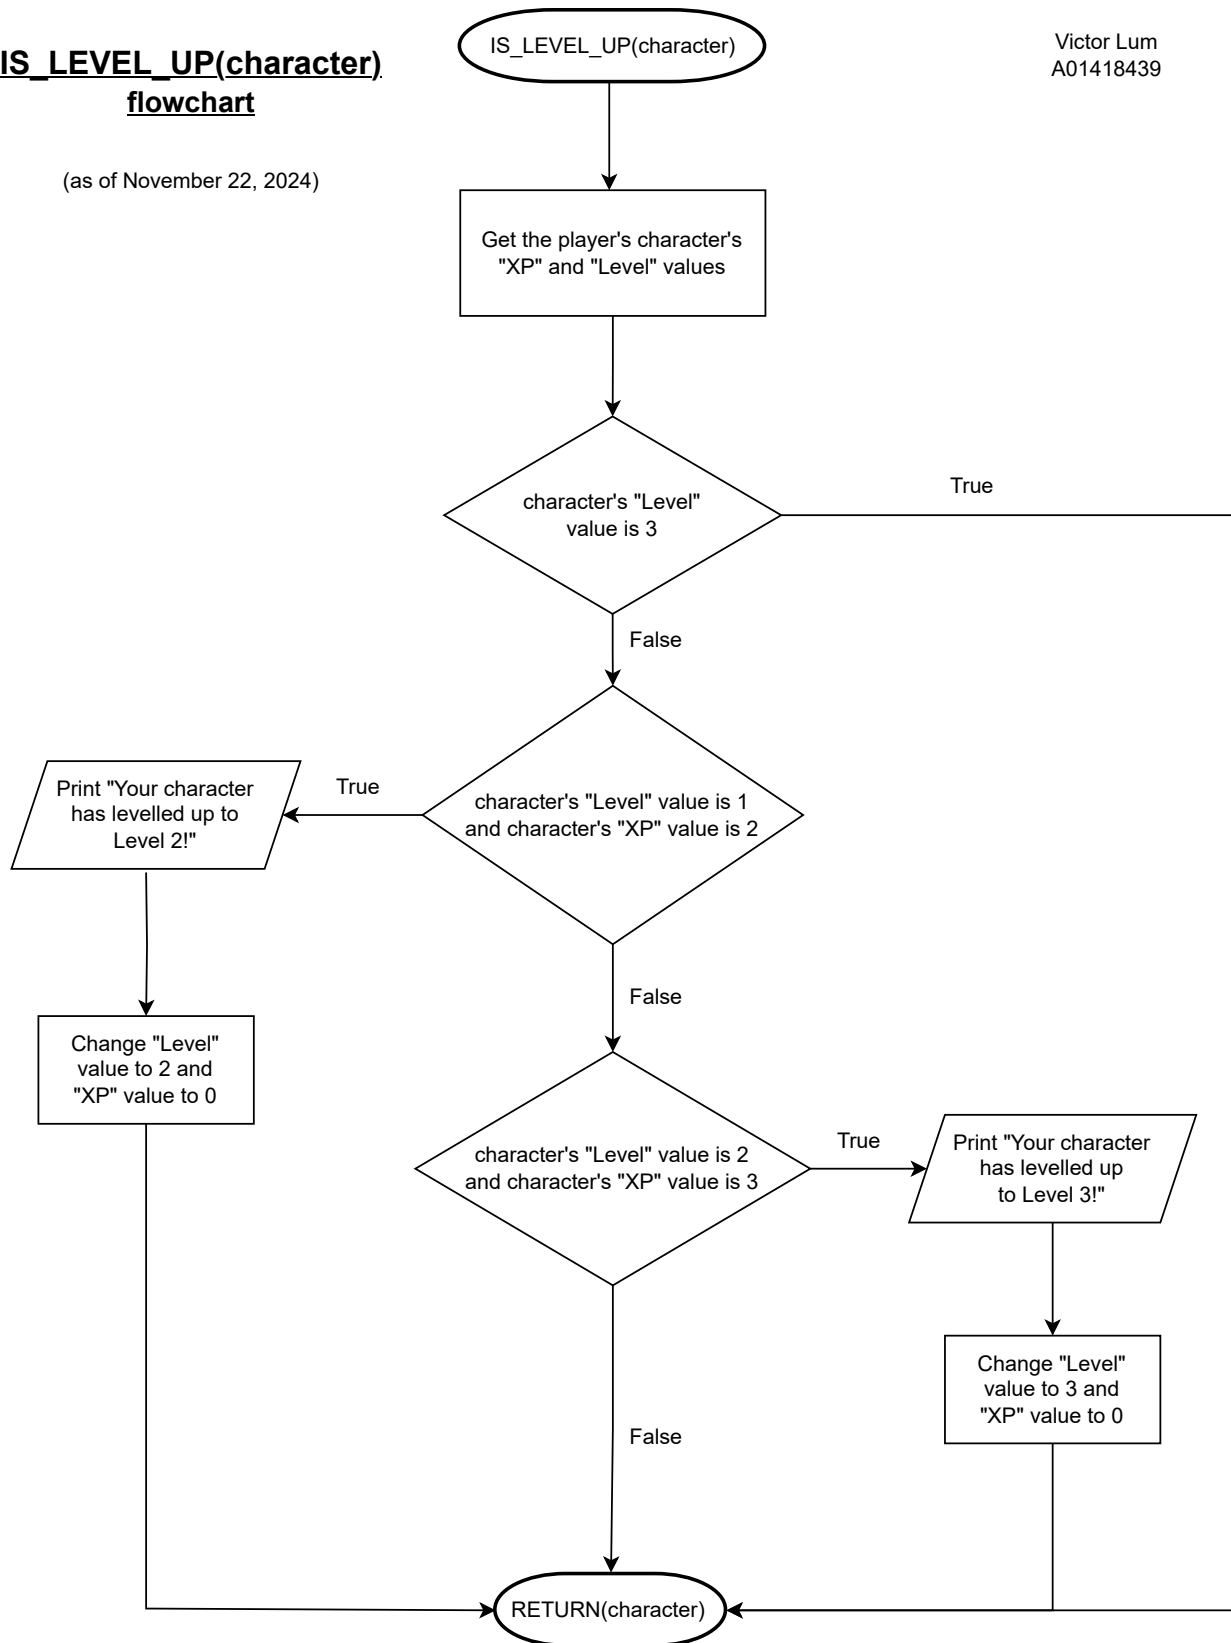 IS_LEVEL_UP(character)
flowchart
(as of November 22, 2024)
IS_LEVEL_UP(character)
Victor Lum
A01418439
Get the player's character's
"XP" and "Level" values
character's "Level"
value is 3
True
False
character's "Level" value is 1
and character's "XP" value is 2
True
Print "Your character
has levelled up to
Level 2!"
Change "Level"
value to 2 and
"XP" value to 0
False
character's "Level" value is 2
and character's "XP" value is 3
True
Print "Your character
has levelled up
to Level 3!"
Change "Level"
value to 3 and
"XP" value to 0
False
RETURN(character)